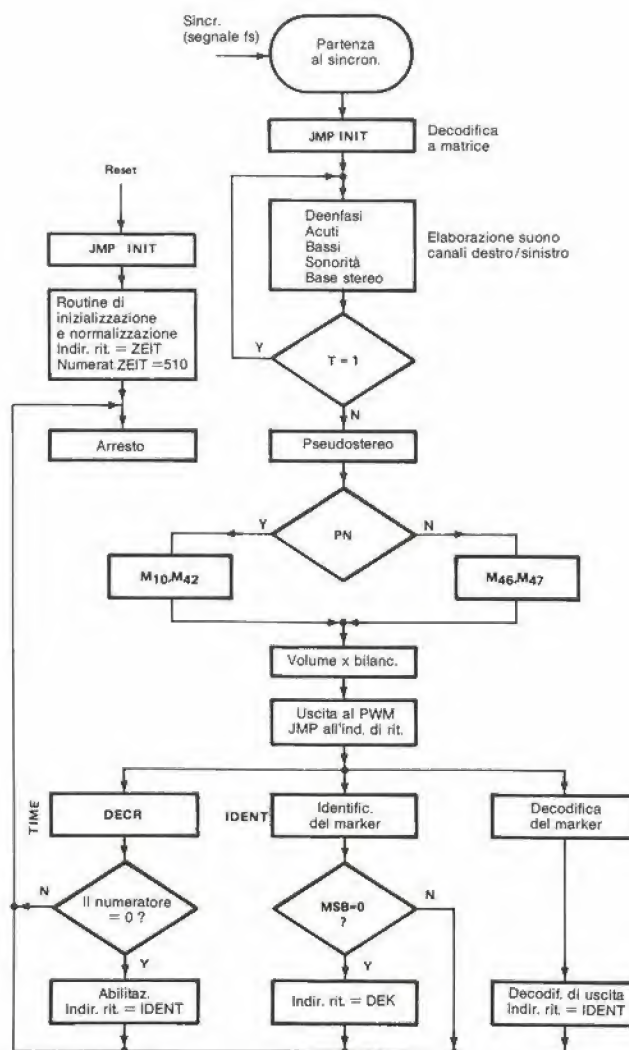 Sincr.
(segnale fs)
Partenza
al sincron.
JMP INIT
Decodifica
a matrice
Reset
JMP INIT
Routine di
inizializzazione
e normalizzazione
Indir. rit. = ZEIT
Numerat ZEIT =510
Arresto
Deenfasi
Acuti
Bassi
Sonorità
Base stereo
Elaborazione suono
canali destro/sinistro
Y
T = 1
N
Pseudostereo
Y
PN
N
M10,M42
M46,M47
Volume x bilanc.
Uscita al PWM
JMP all'ind. di rit.
TIME
DECR
IDENT
Identific.
del marker
Decodifica
del marker
N
Il numeratore
= 0 ?
Y
MSB=0
?
N
Y
Abilitaz.
Indir. rit. = IDENT
Indir. rit. = DEK
Decodif. di uscita
Indir. rit. = IDENT